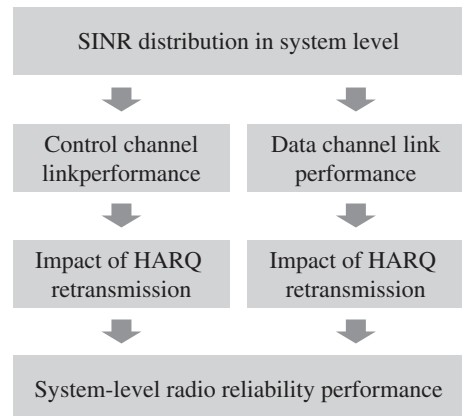 SINR distribution in system level
Control channel
linkperformance
Data channel link
performance
Impact of HARQ
retransmission
Impact of HARQ
retransmission
System-level radio reliability performance